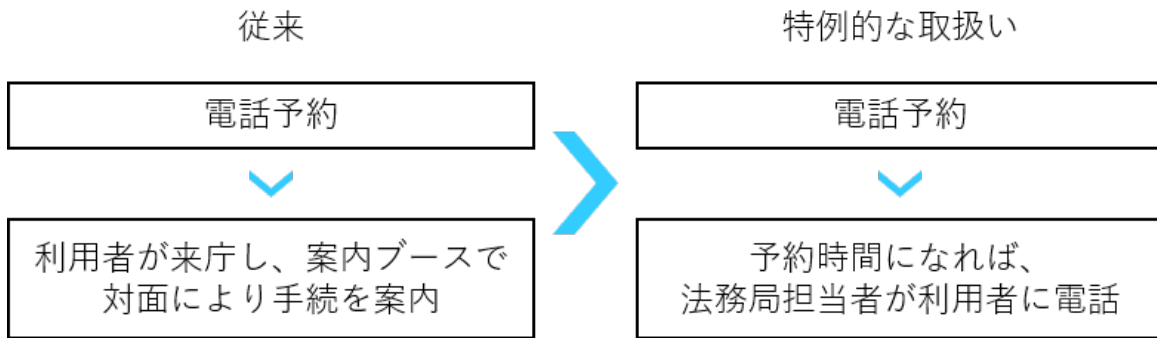 従来
電話予約
利用者が来庁し、案内ブースで
対面により手続を案内
特例的な取扱い
電話予約
予約時間になれば、
法務局担当者が利用者に電話